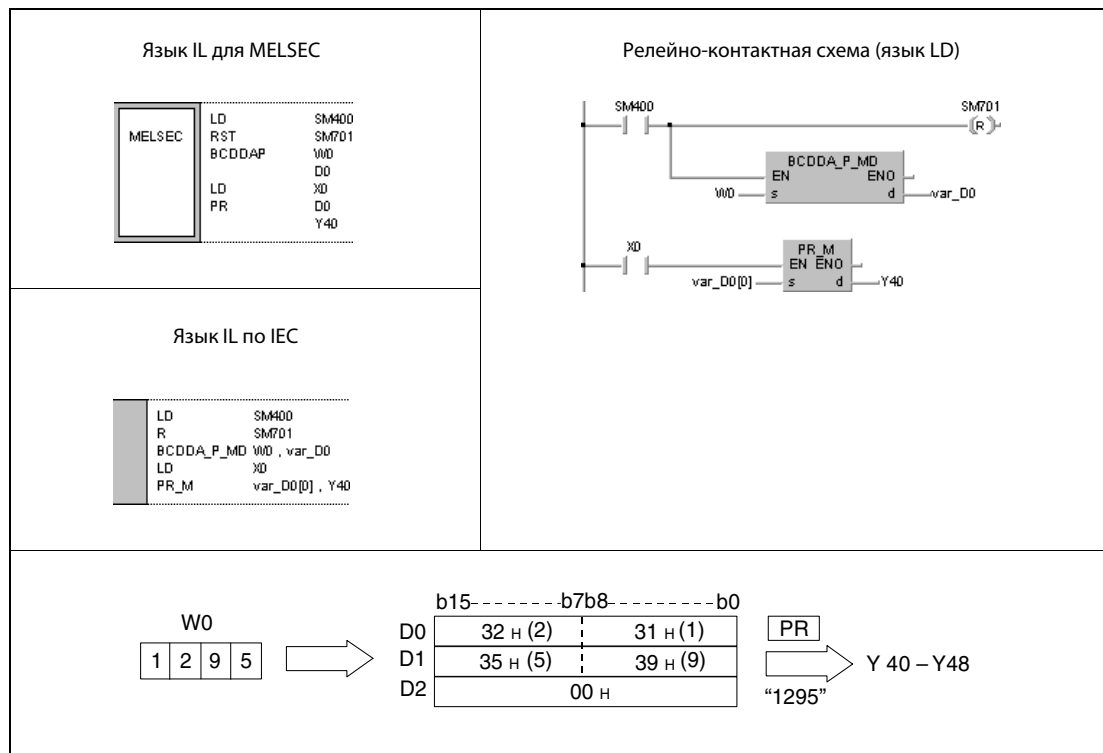 Язык IL для MELSEC
MELSEC
LD SM400
RST SM701
BCDDAP W0
D0
LD X0
PR D0
Y40
Язык IL по IEC
LD SM400
R SM701
BCDDA_P_MD W0 , var_D0
LD X0
PR_M var_D0[0] , Y40
Релейно-контактная схема (язык LD)
SM400 SM701
R
BCDDA_P_MD
EN ENO
W0 s d var_D0
X0
PR_M
EN ENO
var_D0[0] s d Y40
b15--------b7b8---------b0
W0
1 2 9 5
D0 32 H (2) 31 H (1)
D1 35 H (5) 39 H (9)
D2 00 H
PR
Y 40 – Y48
“1295”